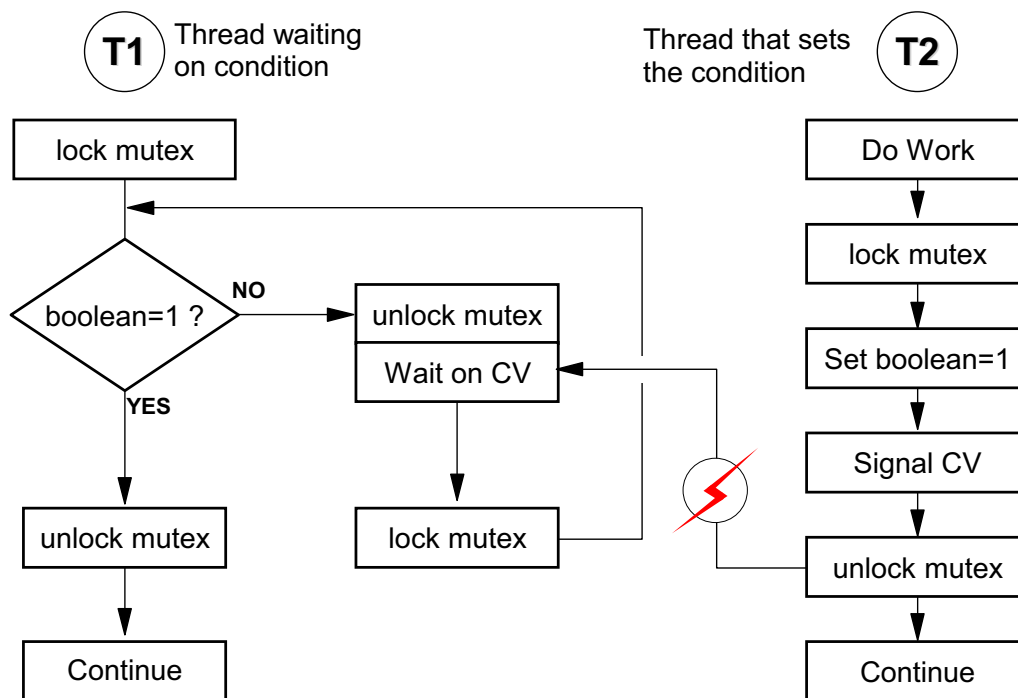 T1
Thread waiting
on condition
Thread that sets
the condition
T2
lock mutex
boolean=1 ?
NO
YES
unlock mutex
Continue
unlock mutex
Wait on CV
lock mutex
Do Work
lock mutex
Set boolean=1
Signal CV
unlock mutex
Continue